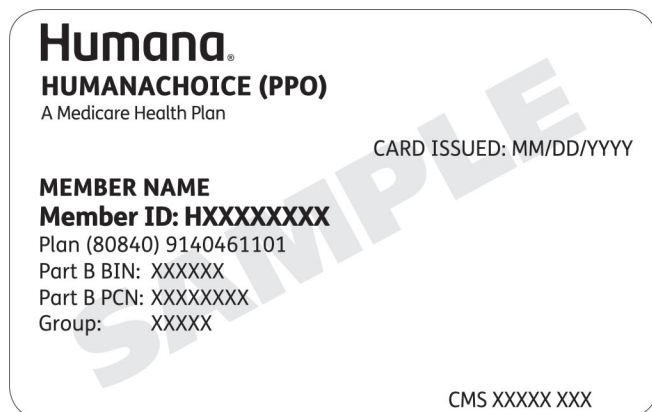 Humana®
HUMANACHOICE (PPO)
A Medicare Health Plan
CARD ISSUED: MM/DD/YYYY
MEMBER NAME
Member ID: HXXXXXXXX
Plan (80840) 9140461101
Part B BIN: XXXXXX
Part B PCN: XXXXXXXX
Group: XXXXX
SAMPLE
CMS XXXXX XXX